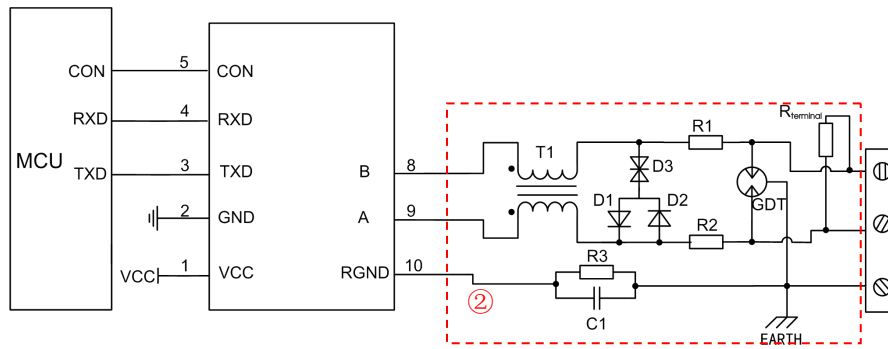 MCU
CON 5 CON
RXD 4 RXD
TXD 3 TXD
2 GND
VCC 1 VCC
B 8
A 9
RGND 10
T1
D3
D1 D2
R1
R2
GDT
Rterminal
R3
C1
②
EARTH